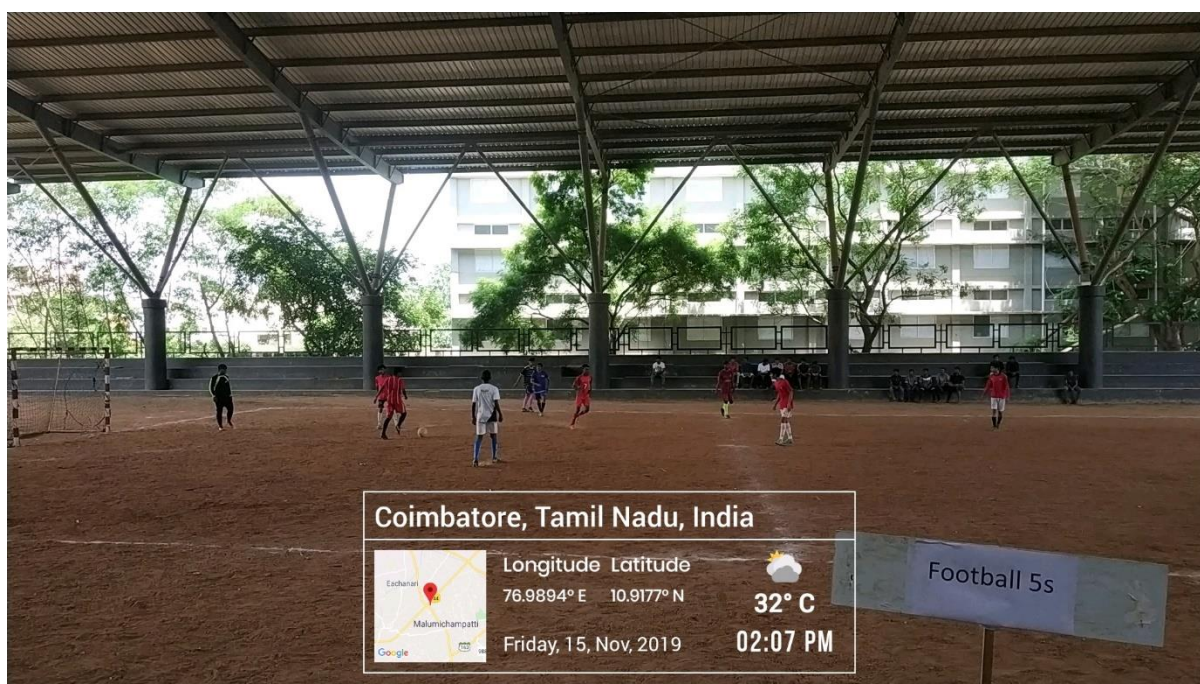 Coimbatore, Tamil Nadu, India
Eachanari
Malumichampatti
Google
Longitude Latitude
76.9894° E 10.9177° N
Friday, 15, Nov, 2019
32° C
02:07 PM
Football 5s